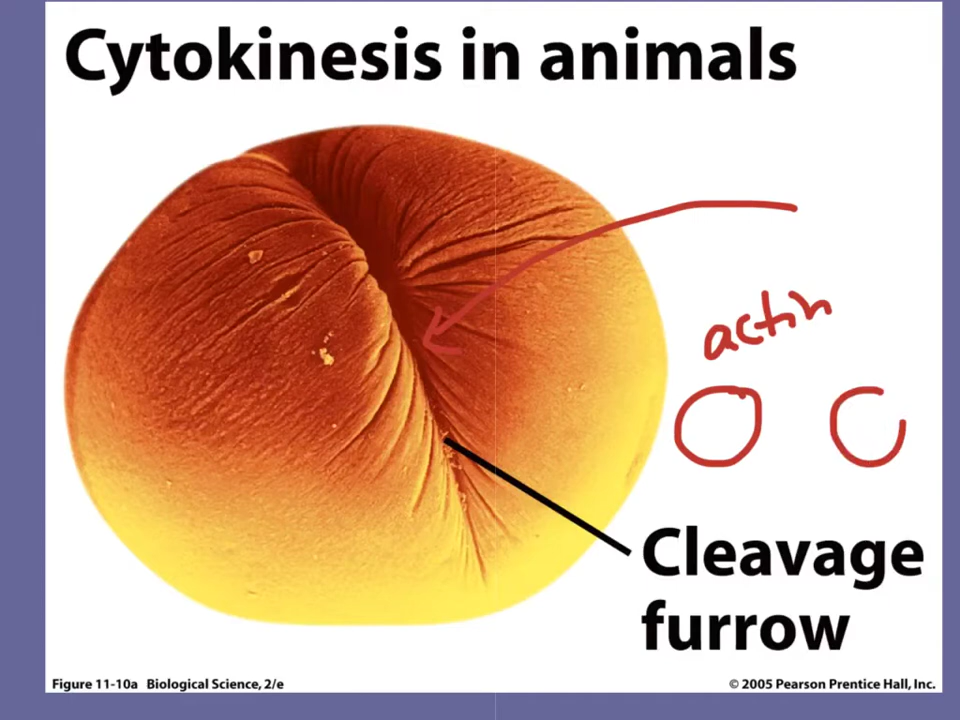 Cytokinesis in animals
actin
Cleavage
furrow
Figure 11-10a Biological Science, 2/e
© 2005 Pearson Prentice Hall, Inc.